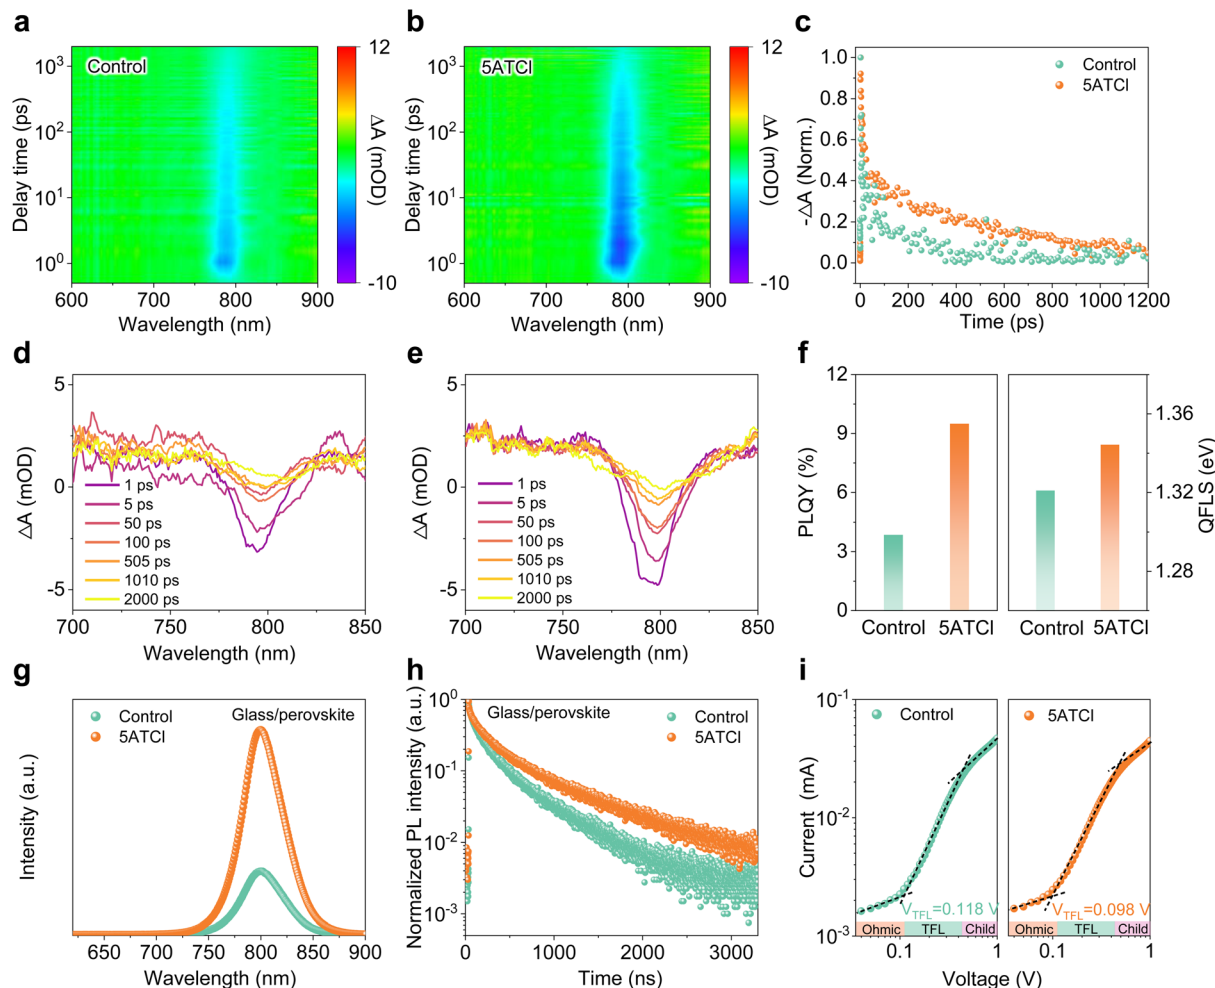 a
Control
Delay time (ps)
10³
10²
10¹
10⁰
600 700 800 900
Wavelength (nm)
12
ΔA (mOD)
-10
b
5ATCl
Delay time (ps)
10³
10²
10¹
10⁰
600 700 800 900
Wavelength (nm)
12
ΔA (mOD)
-10
c
Control
5ATCl
-ΔA (Norm.)
1.0
0.8
0.6
0.4
0.2
0.0
0 200 400 600 800 1000 1200
Time (ps)
d
ΔA (mOD)
5
0
-5
1 ps
5 ps
50 ps
100 ps
505 ps
1010 ps
2000 ps
700 750 800 850
Wavelength (nm)
e
ΔA (mOD)
5
0
-5
1 ps
5 ps
50 ps
100 ps
505 ps
1010 ps
2000 ps
700 750 800 850
Wavelength (nm)
f
PLQY (%)
12
9
6
3
0
Control 5ATCl
Control 5ATCl
1.36
1.32
1.28
QFLS (eV)
g
Control
5ATCl
Glass/perovskite
Intensity (a.u.)
650 700 750 800 850 900
Wavelength (nm)
h
Glass/perovskite
Control
5ATCl
Normalized PL intensity (a.u.)
10⁰
10⁻¹
10⁻²
10⁻³
0 1000 2000 3000
Time (ns)
i
Control
5ATCl
Current (mA)
10⁻¹
10⁻²
10⁻³
V_TFL=0.118 V
V_TFL=0.098 V
Ohmic TFL Child
Ohmic TFL Child
0.1 1
0.1 1
Voltage (V)